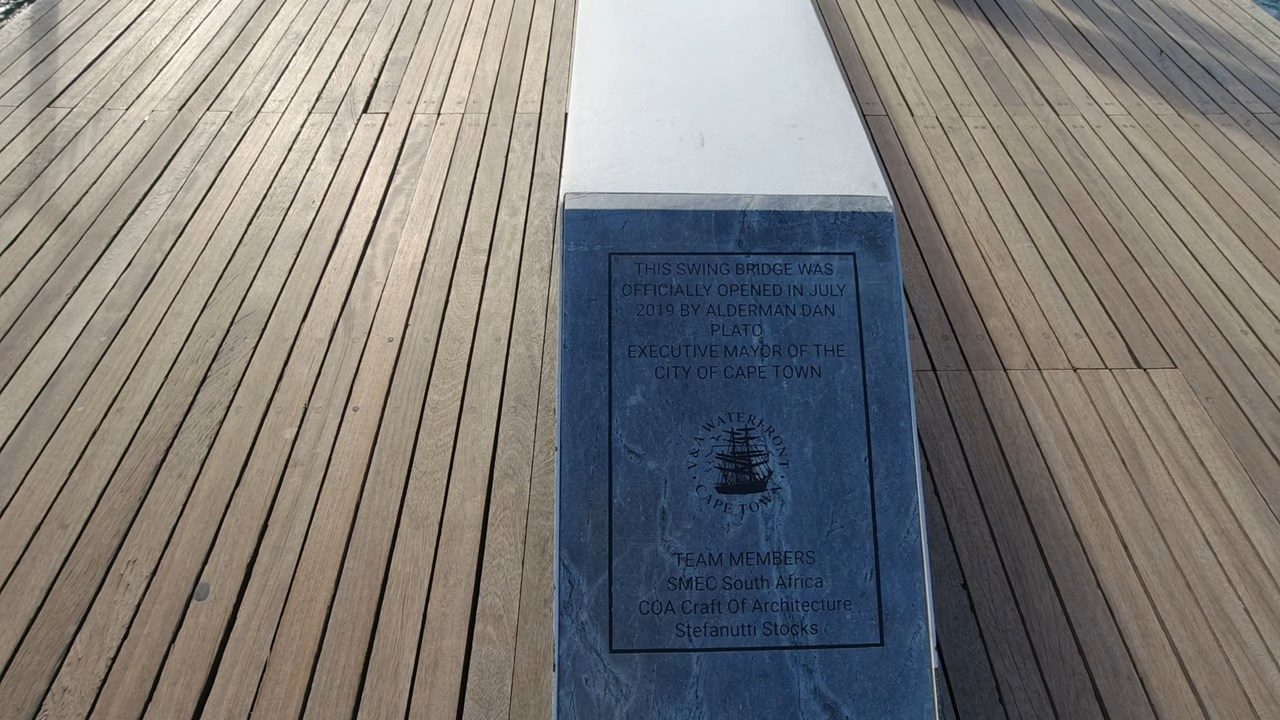 THIS SWING BRIDGE WAS
OFFICIALLY OPENED IN JULY
2019 BY ALDERMAN DAN
PLATO
EXECUTIVE MAYOR OF THE
CITY OF CAPE TOWN
V&A WATERFRONT
CAPE TOWN
TEAM MEMBERS
SMEC South Africa
COA Craft Of Architecture
Stefanutti Stocks